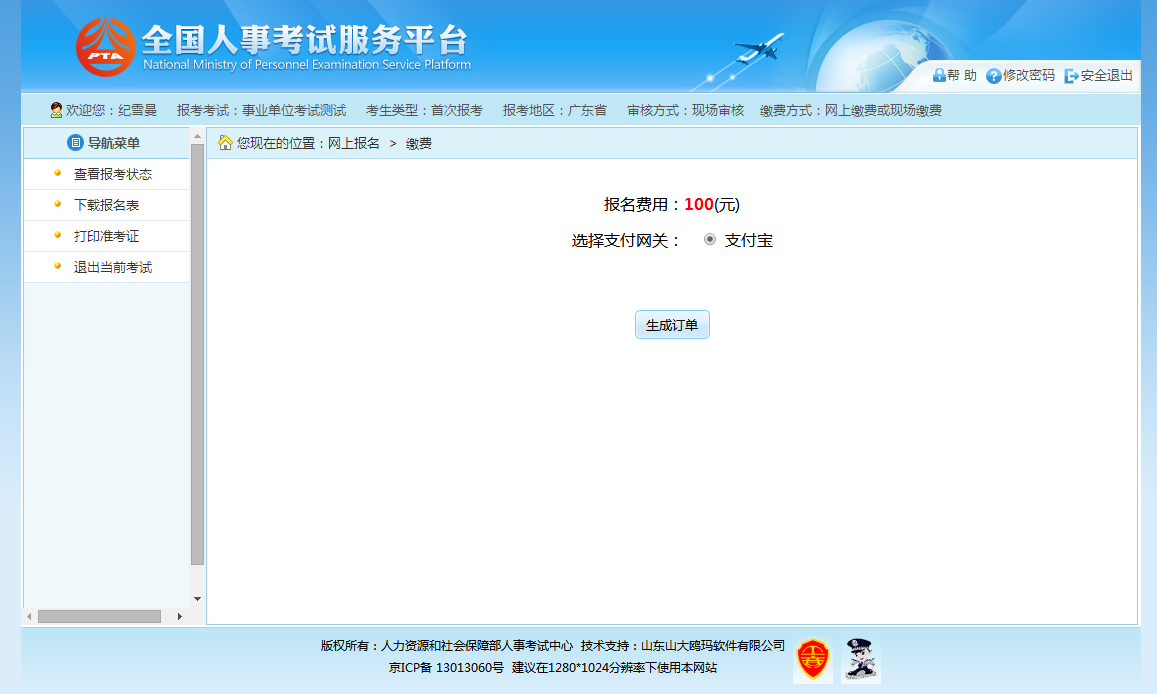 PTA
全国人事考试服务平台
National Ministry of Personnel Examination Service Platform
帮 助 修改密码 安全退出
欢迎您：纪雪曼 报考考试：事业单位考试测试 考生类型：首次报考 报考地区：广东省 审核方式：现场审核 缴费方式：网上缴费或现场缴费
导航菜单
查看报考状态
下载报名表
打印准考证
退出当前考试
您现在的位置：网上报名 > 缴费
报名费用：100(元)
选择支付网关： 支付宝
生成订单
版权所有：人力资源和社会保障部人事考试中心 技术支持：山东山大鸥玛软件有限公司
京ICP备 13013060号 建议在1280*1024分辨率下使用本网站